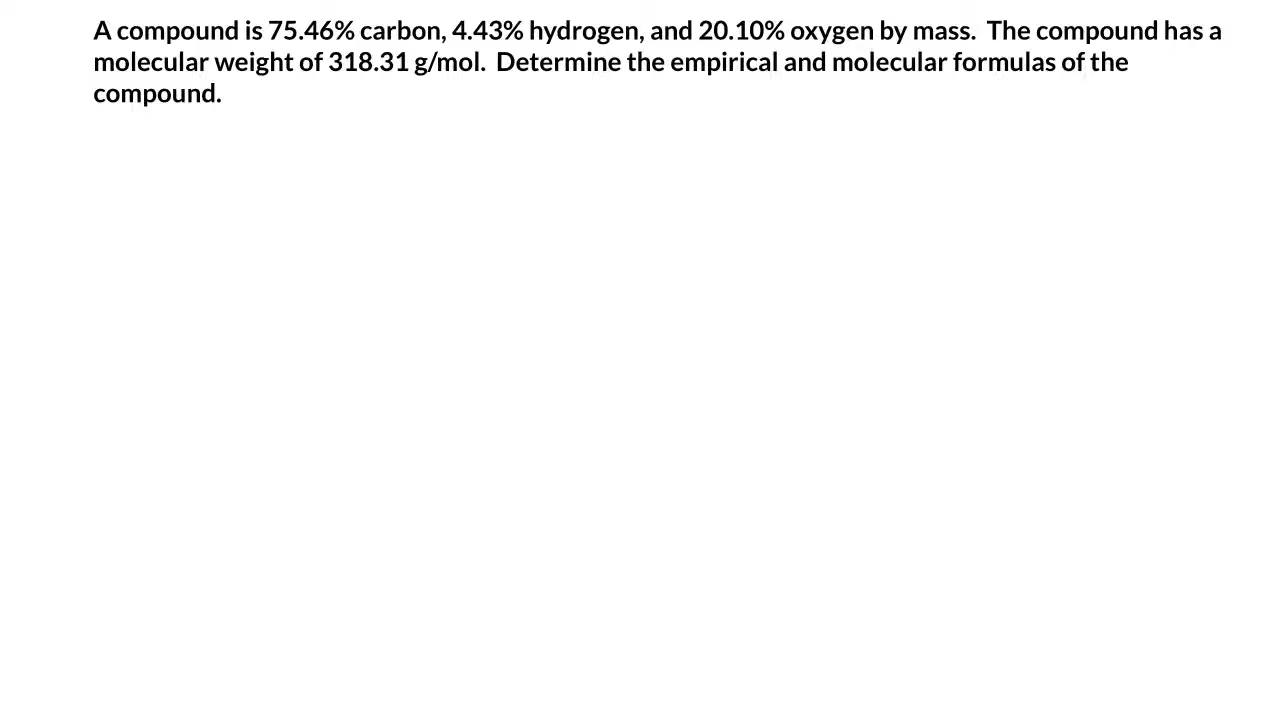 A compound is 75.46% carbon, 4.43% hydrogen, and 20.10% oxygen by mass.  The compound has a
molecular weight of 318.31 g/mol.  Determine the empirical and molecular formulas of the
compound.